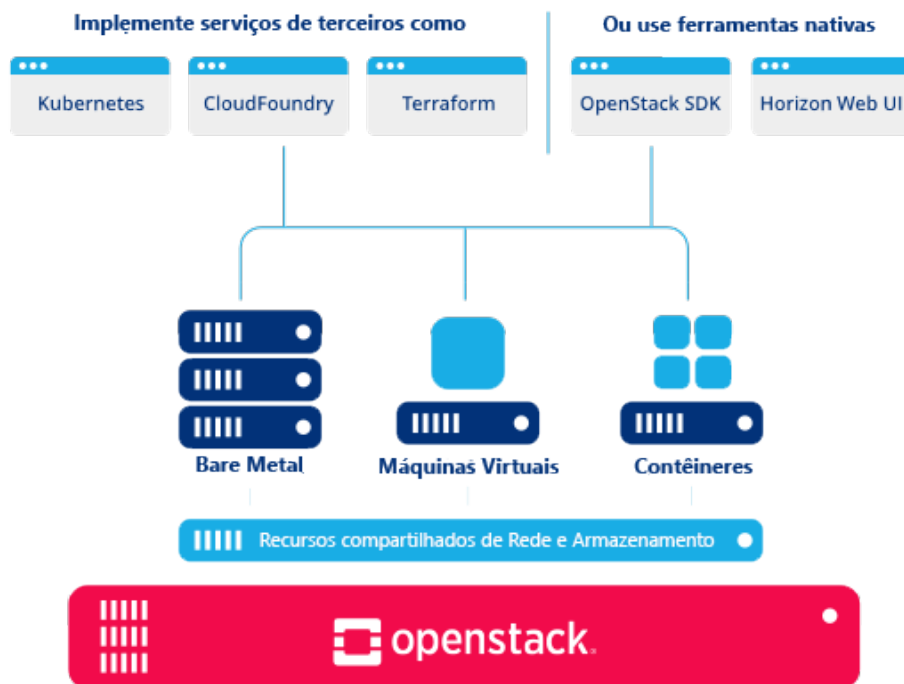 Implemente serviços de terceiros como
Ou use ferramentas nativas
Kubernetes
CloudFoundry
Terraform
OpenStack SDK
Horizon Web UI
Bare Metal
Máquinas Virtuais
Contêineres
Recursos compartilhados de Rede e Armazenamento
openstack.